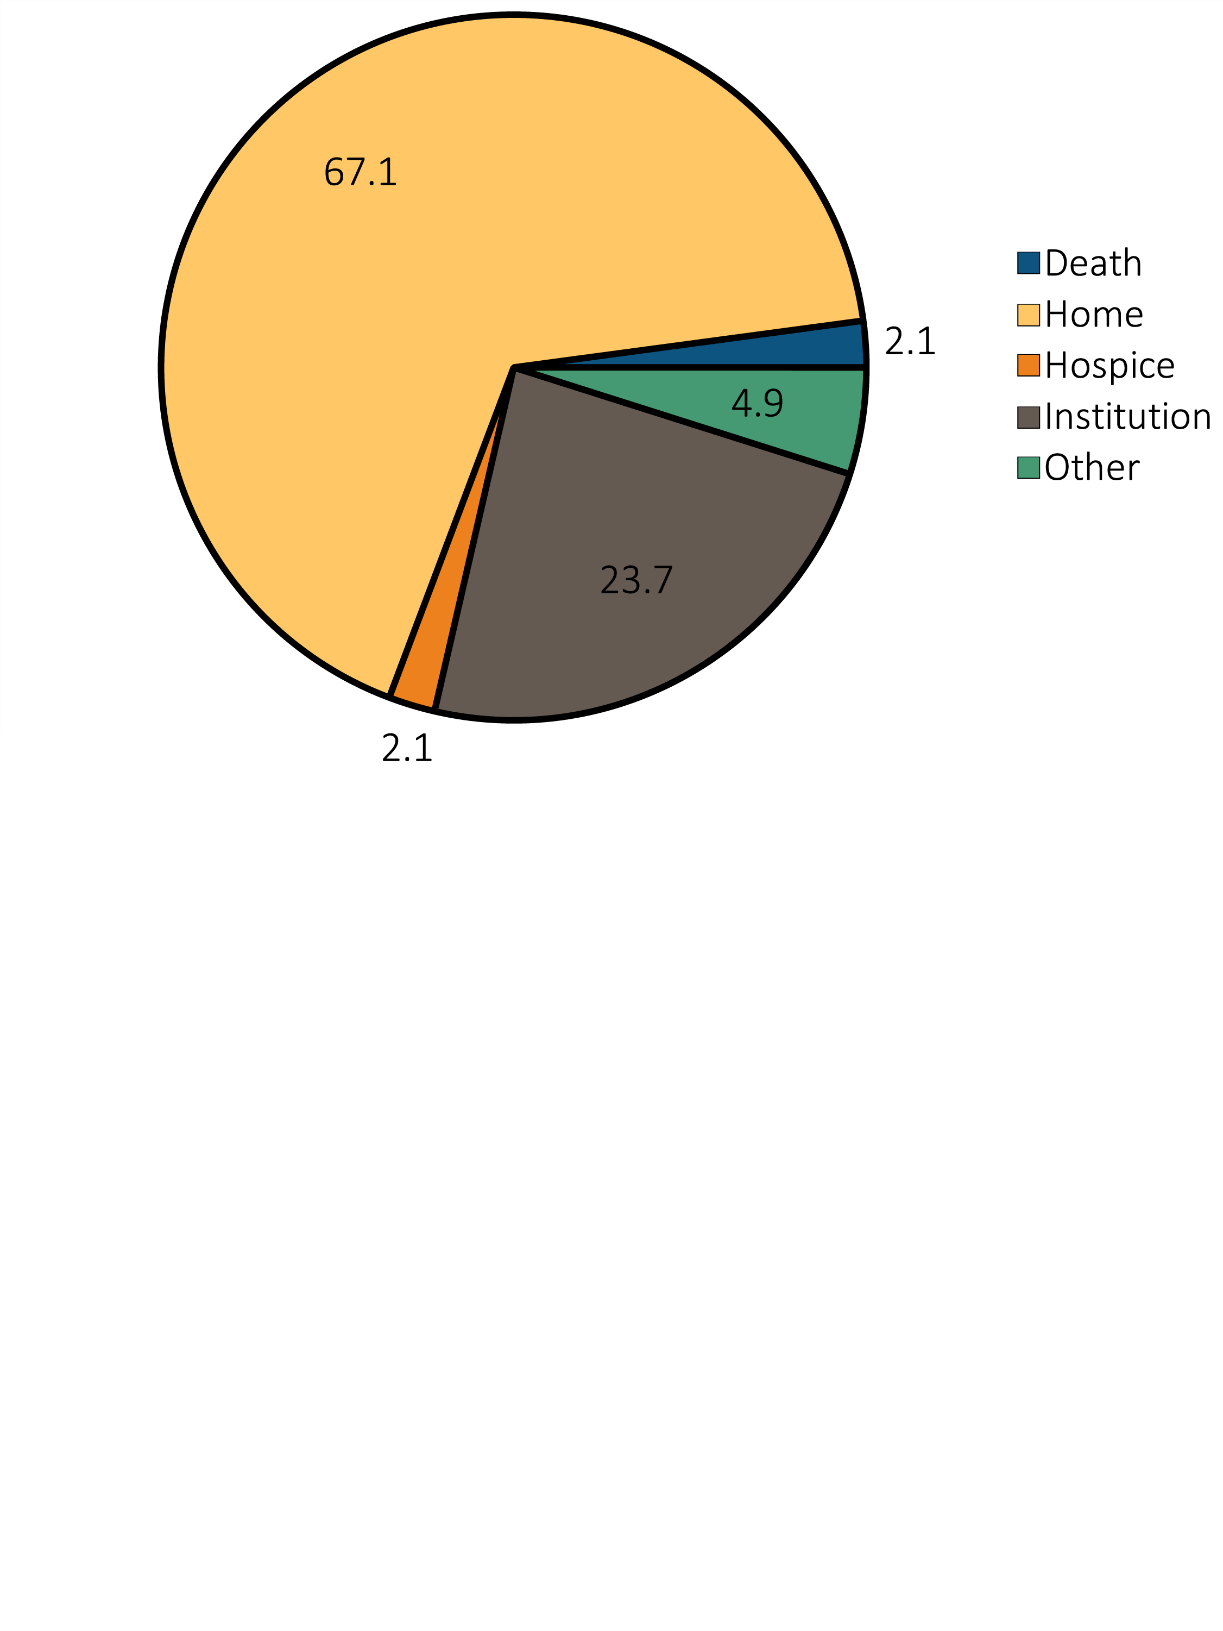 67.1
2.1
4.9
23.7
2.1
Death
Home
Hospice
Institution
Other